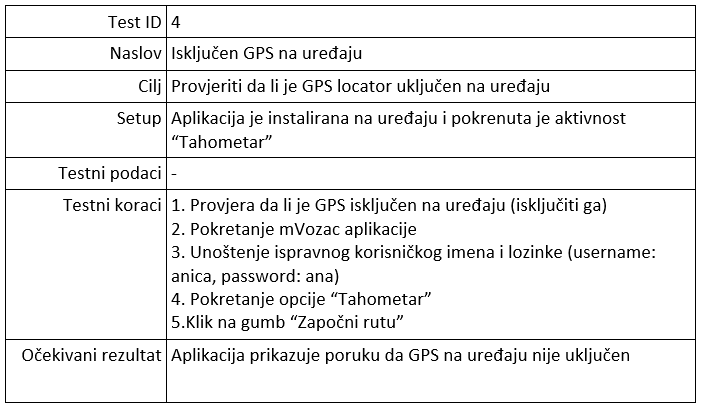 Test ID 4
Naslov Isključen GPS na uređaju
Cilj Provjeriti da li je GPS locator uključen na uređaju
Setup Aplikacija je instalirana na uređaju i pokrenuta je aktivnost
“Tahometar”
Testni podaci -
Testni koraci 1. Provjera da li je GPS isključen na uređaju (isključiti ga)
2. Pokretanje mVozac aplikacije
3. Unoštenje ispravnog korisničkog imena i lozinke (username:
anica, password: ana)
4. Pokretanje opcije “Tahometar”
5.Klik na gumb “Započni rutu”
Očekivani rezultat Aplikacija prikazuje poruku da GPS na uređaju nije uključen